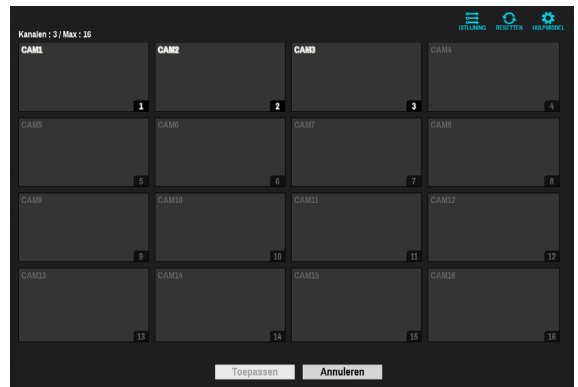 UITLIJNING RESETTEN HULPMIDDEL
Kanalen : 3 / Max : 16
CAM1 CAM2 CAM3 CAM4
1 2 3 4
CAM5 CAM6 CAM7 CAM8
5 6 7 8
CAM9 CAM10 CAM11 CAM12
9 10 11 12
CAM13 CAM14 CAM15 CAM16
13 14 15 16
Toepassen Annuleren